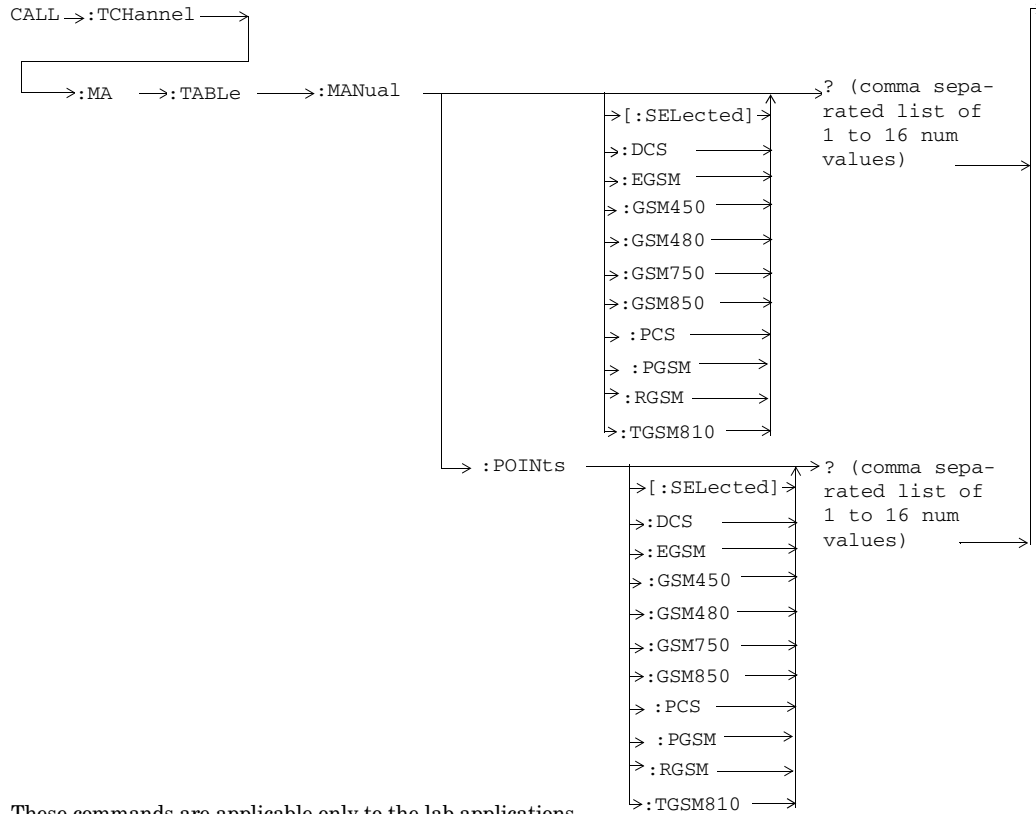 CALL :TCHannel
:MA :TABLe :MANual ? (comma sepa-
rated list of
1 to 16 num
values)
[:SELected]
:DCS
:EGSM
:GSM450
:GSM480
:GSM750
:GSM850
:PCS
:PGSM
:RGSM
:TGSM810
:POINts ? (comma sepa-
rated list of
1 to 16 num
values)
[:SELected]
:DCS
:EGSM
:GSM450
:GSM480
:GSM750
:GSM850
:PCS
:PGSM
:RGSM
:TGSM810
These commands are applicable only to the lab applications